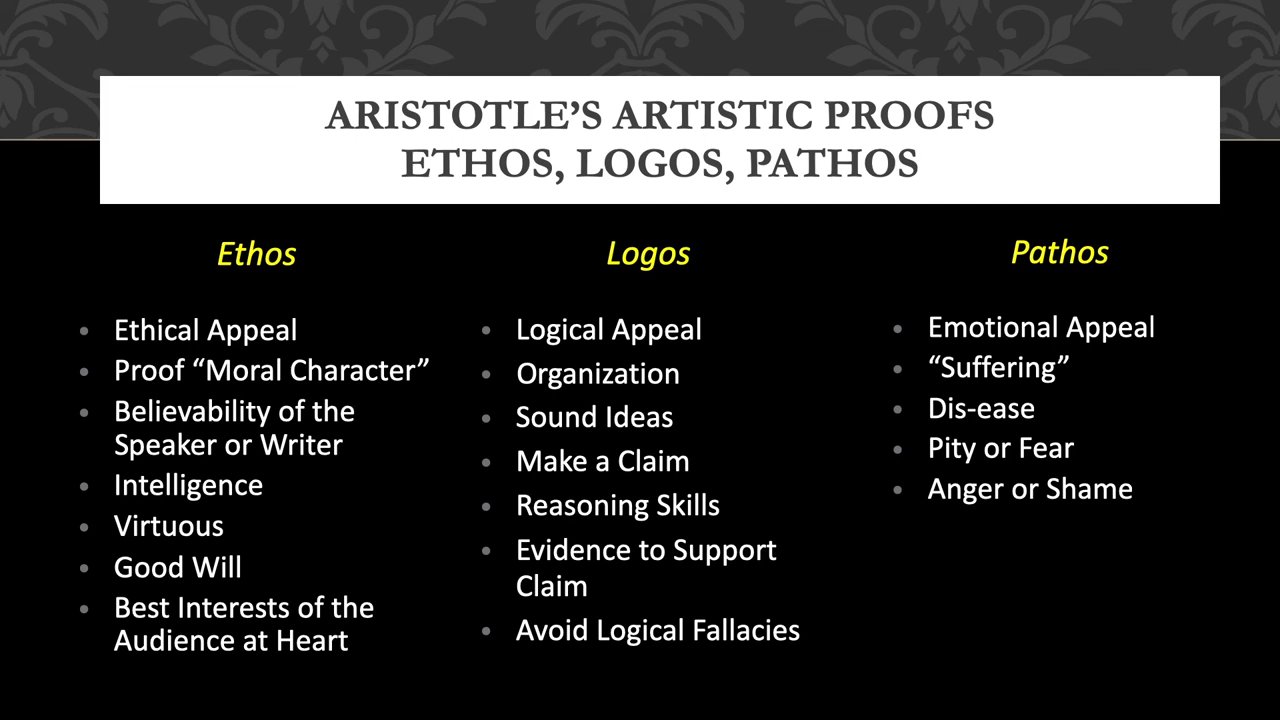 ARISTOTLE’S ARTISTIC PROOFS
ETHOS, LOGOS, PATHOS
Ethos
• Ethical Appeal
• Proof “Moral Character”
• Believability of the
Speaker or Writer
• Intelligence
• Virtuous
• Good Will
• Best Interests of the
Audience at Heart
Logos
• Logical Appeal
• Organization
• Sound Ideas
• Make a Claim
• Reasoning Skills
• Evidence to Support
Claim
• Avoid Logical Fallacies
Pathos
• Emotional Appeal
• “Suffering”
• Dis-ease
• Pity or Fear
• Anger or Shame